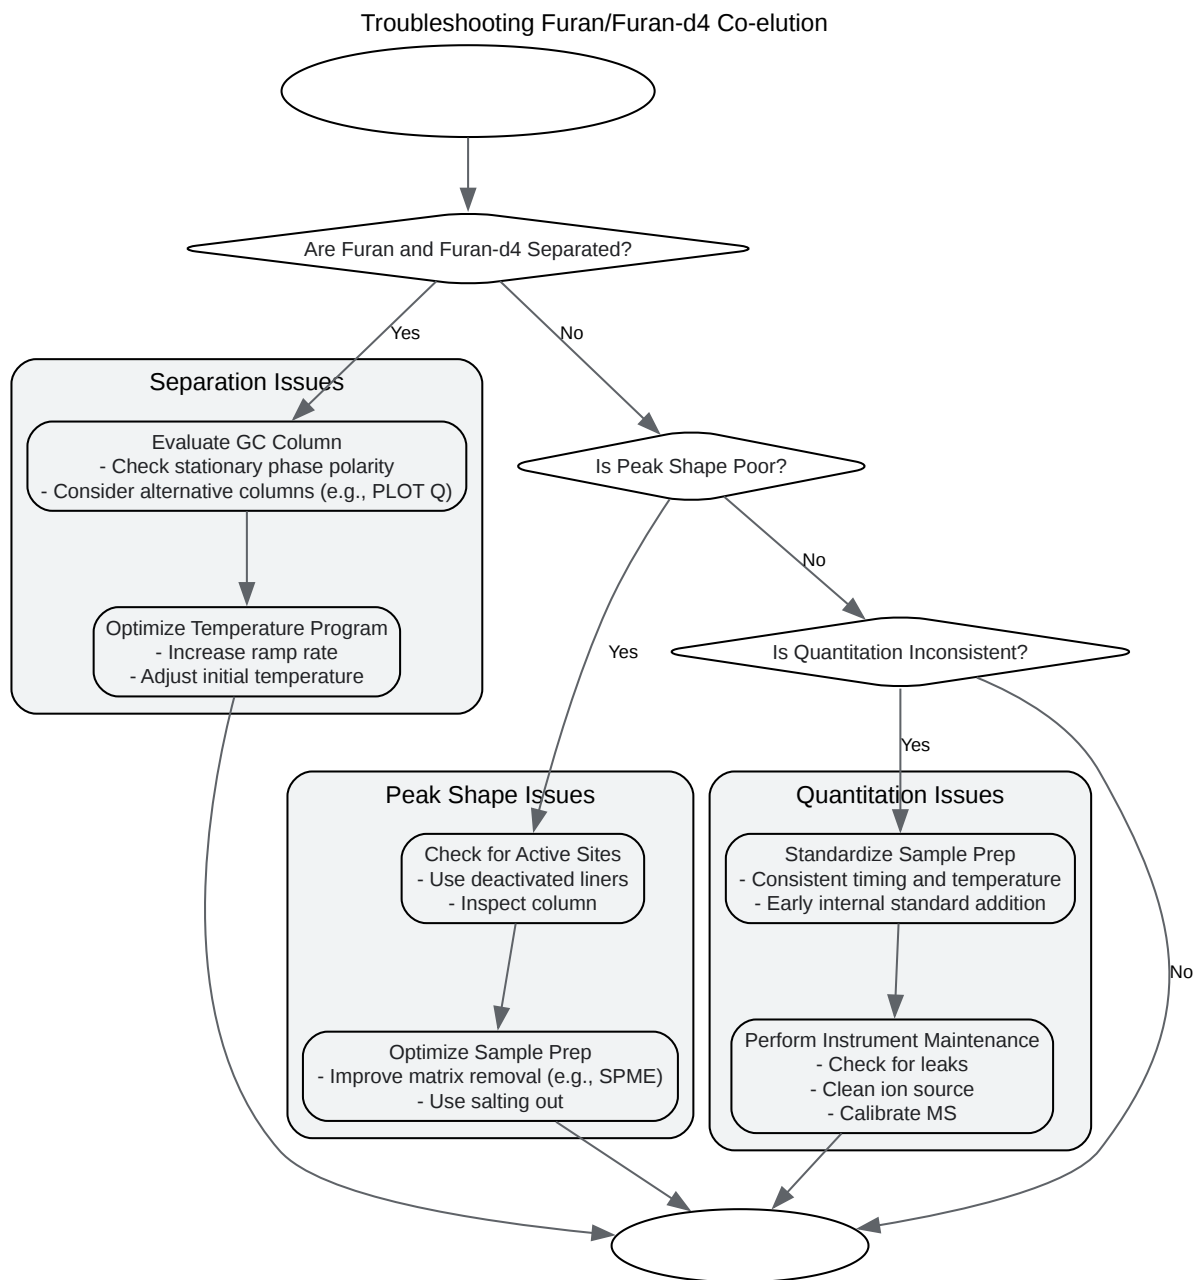 Troubleshooting Furan/Furan-d4 Co-elution
Are Furan and Furan-d4 Separated?
Yes
No
Separation Issues
Evaluate GC Column
- Check stationary phase polarity
- Consider alternative columns (e.g., PLOT Q)
Is Peak Shape Poor?
No
Optimize Temperature Program
- Increase ramp rate
- Adjust initial temperature
Yes
Is Quantitation Inconsistent?
Yes
Peak Shape Issues
Quantitation Issues
Check for Active Sites
- Use deactivated liners
- Inspect column
Standardize Sample Prep
- Consistent timing and temperature
- Early internal standard addition
No
Optimize Sample Prep
- Improve matrix removal (e.g., SPME)
- Use salting out
Perform Instrument Maintenance
- Check for leaks
- Clean ion source
- Calibrate MS